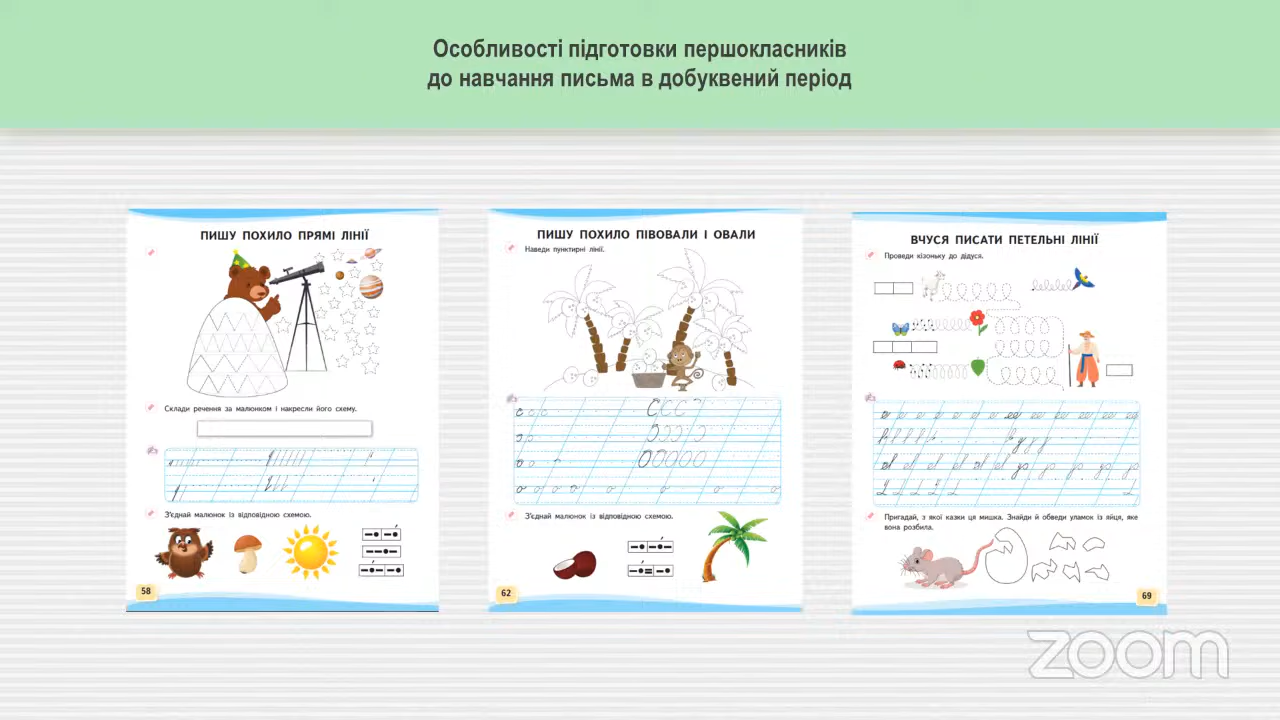 Особливості підготовки першокласників
до навчання письма в добуквений період
ПИШУ ПОХИЛО ПРЯМІ ЛІНІЇ
Склади речення за малюнком і накресли його схему.
З'єднай малюнок із відповідною схемою.
58
ПИШУ ПОХИЛО ПІВОВАЛИ І ОВАЛИ
Наведи пунктирні лінії.
З'єднай малюнок із відповідною схемою.
62
ВЧУСЯ ПИСАТИ ПЕТЕЛЬНІ ЛІНІЇ
Проведи кізоньку до дідуся.
Пригадай, з якої казки ця мишка. Знайди й обведи уламок із яйця, яке
вона розбила.
69
zoom